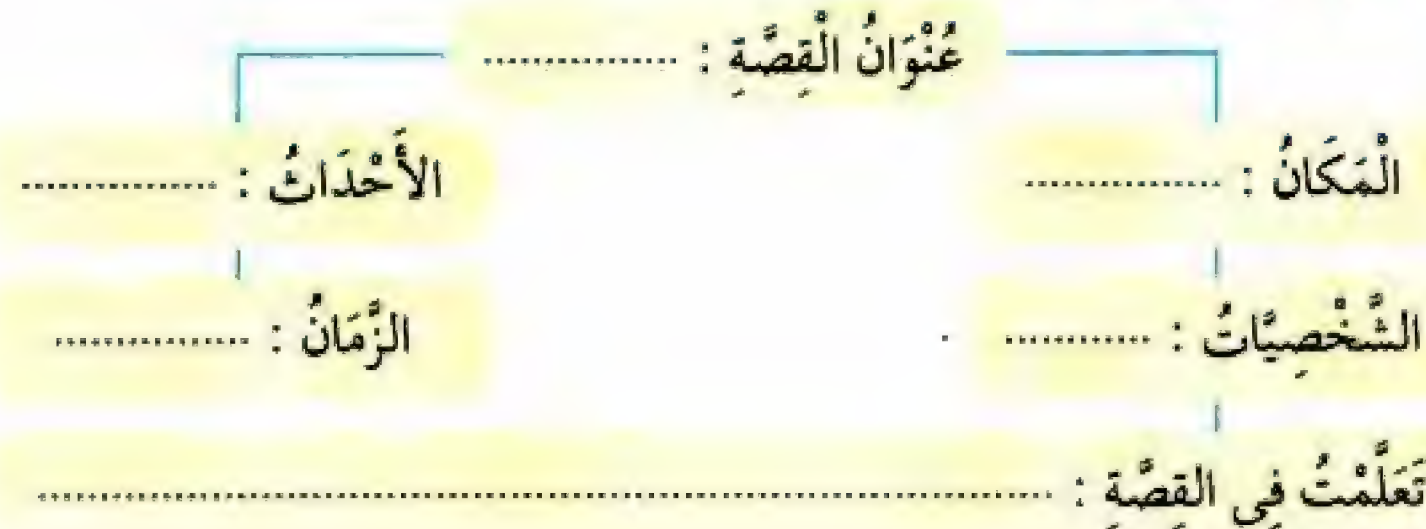 عُنْوَانُ الْقِصَّةِ : ..............
الْمَكَانُ : ..............
الأَحْدَاثُ : ..............
الشَّخْصِيَّاتُ : ...........
الزَّمَانُ : ..............
تَعَلَّمْتُ فِي القِصَّةِ : ......................................................................